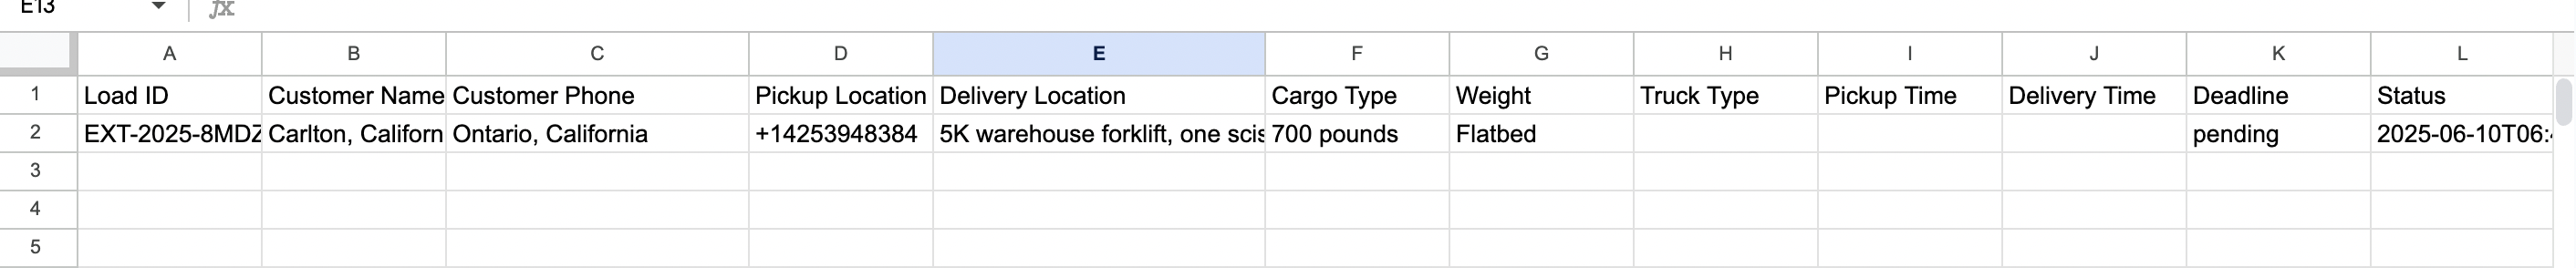 E13 fx
A B C D E F G H I J K L
1 Load ID Customer Name Customer Phone Pickup Location Delivery Location Cargo Type Weight Truck Type Pickup Time Delivery Time Deadline Status
2 EXT-2025-8MDZ Carlton, Californ Ontario, California +14253948384 5K warehouse forklift, one scis 700 pounds Flatbed pending 2025-06-10T06:4
3
4
5